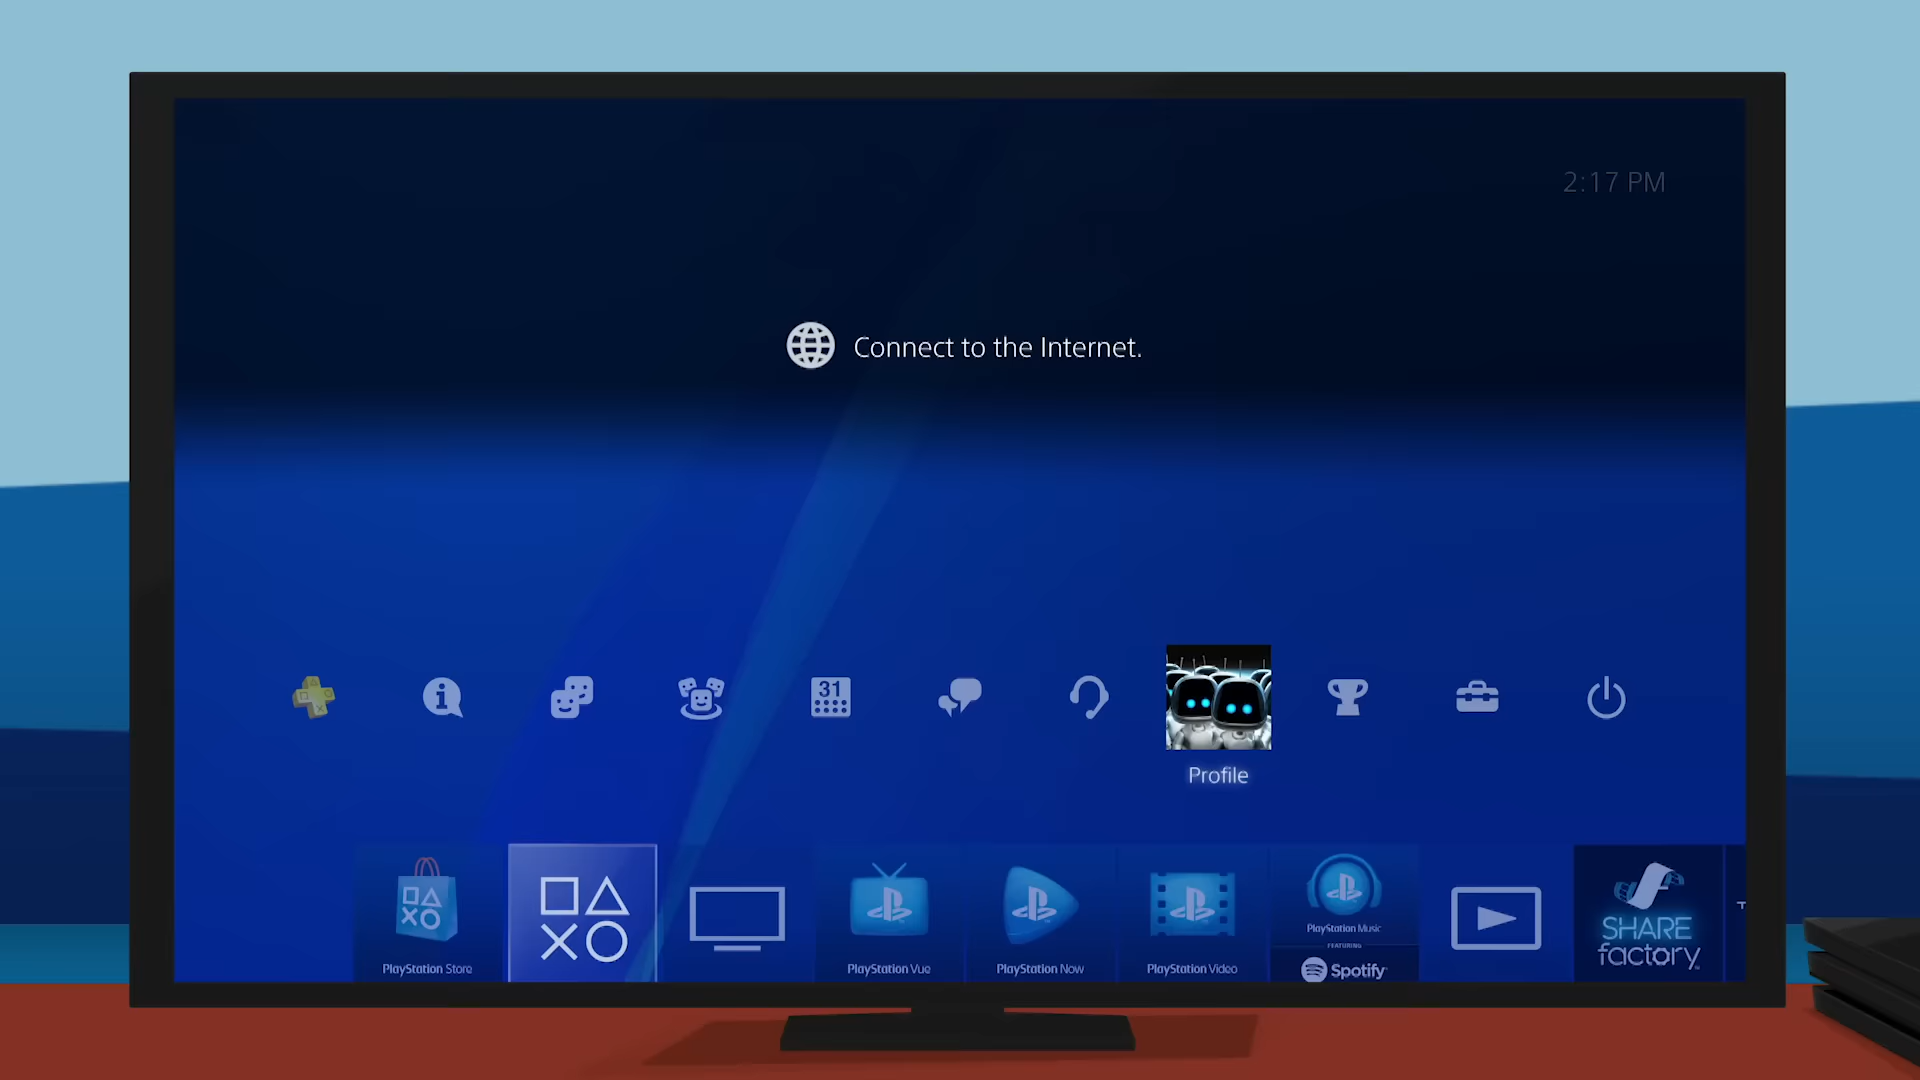 2:17 PM
Connect to the Internet.
31
Profile
PlayStation Store
PlayStation Vue
PlayStation Now
PlayStation Video
PlayStation Music
FEATURING
Spotify
SHARE
factory